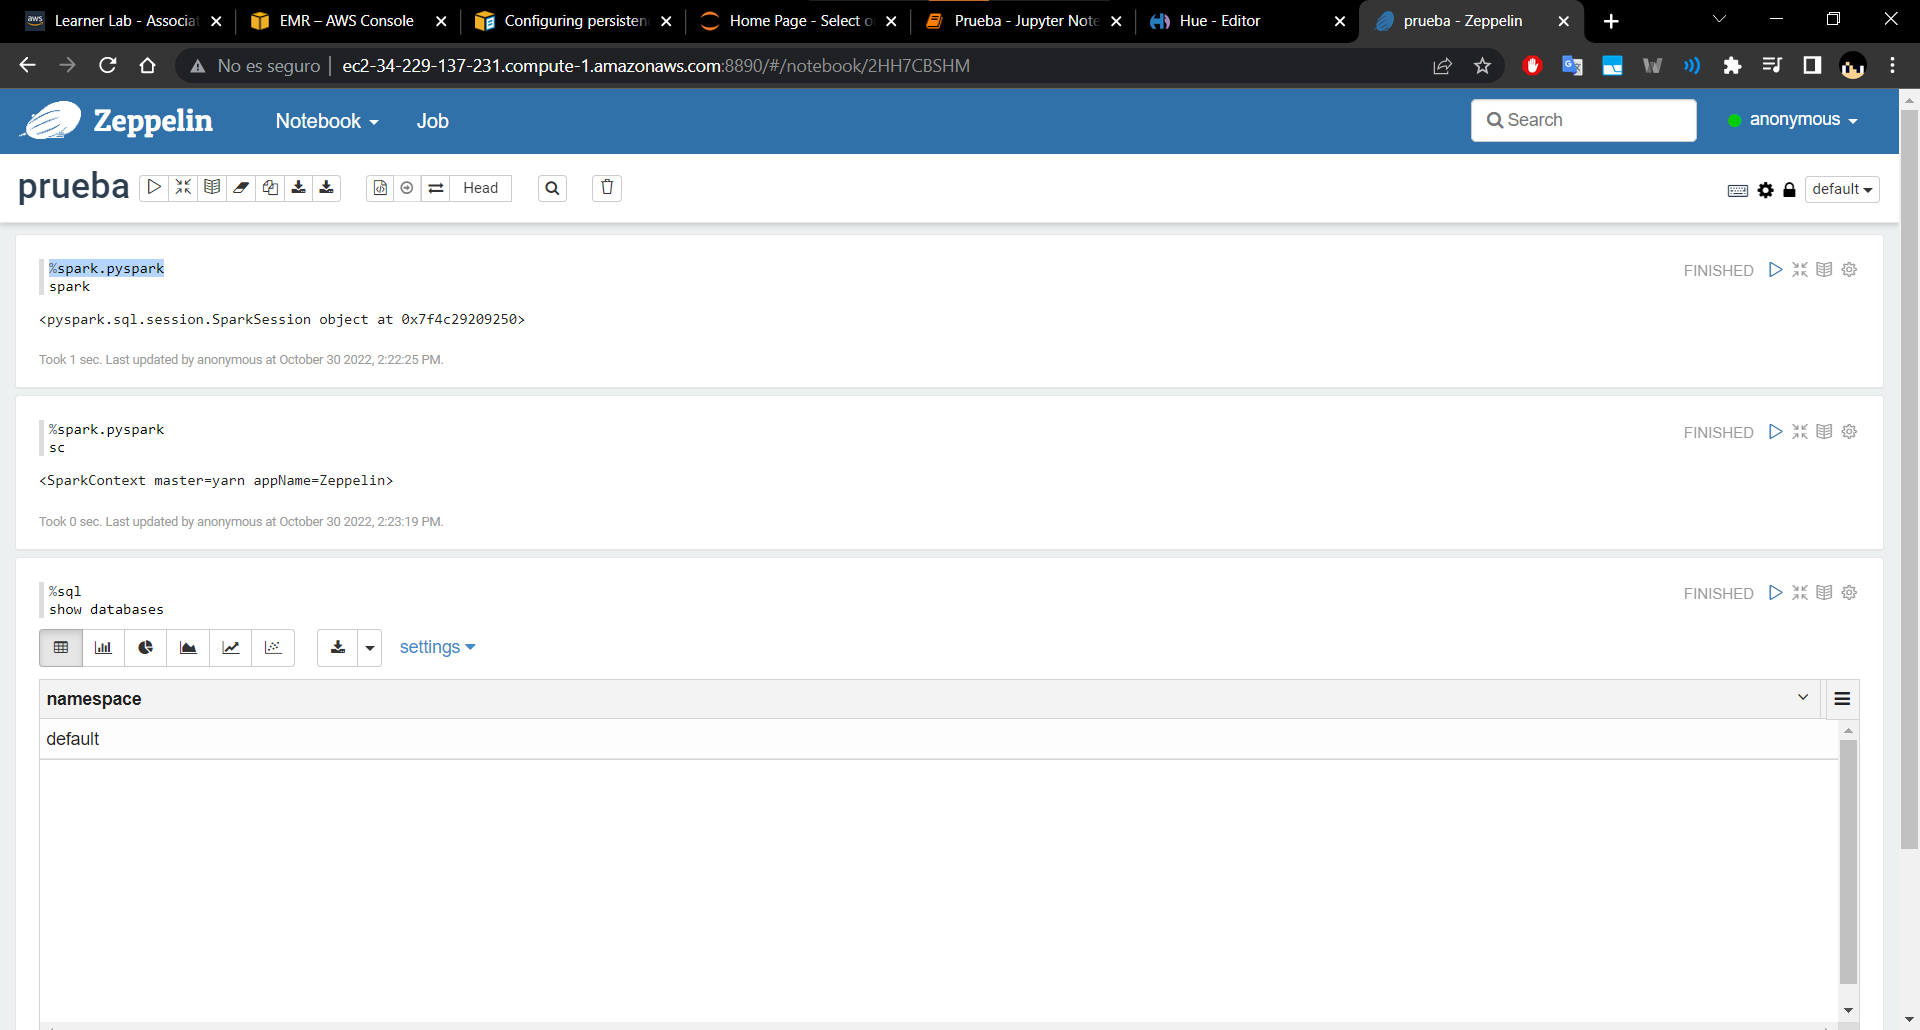 Learner Lab - Associat
EMR – AWS Console
Configuring persisten
Home Page - Select o
Prueba - Jupyter Note
Hue - Editor
prueba - Zeppelin
No es seguro
ec2-34-229-137-231.compute-1.amazonaws.com:8890/#/notebook/2HH7CBSHM
Zeppelin
Notebook
Job
Search
anonymous
prueba
Head
default
%spark.pyspark
spark
FINISHED
<pyspark.sql.session.SparkSession object at 0x7f4c29209250>
Took 1 sec. Last updated by anonymous at October 30 2022, 2:22:25 PM.
%spark.pyspark
sc
FINISHED
<SparkContext master=yarn appName=Zeppelin>
Took 0 sec. Last updated by anonymous at October 30 2022, 2:23:19 PM.
%sql
show databases
FINISHED
settings
namespace
default